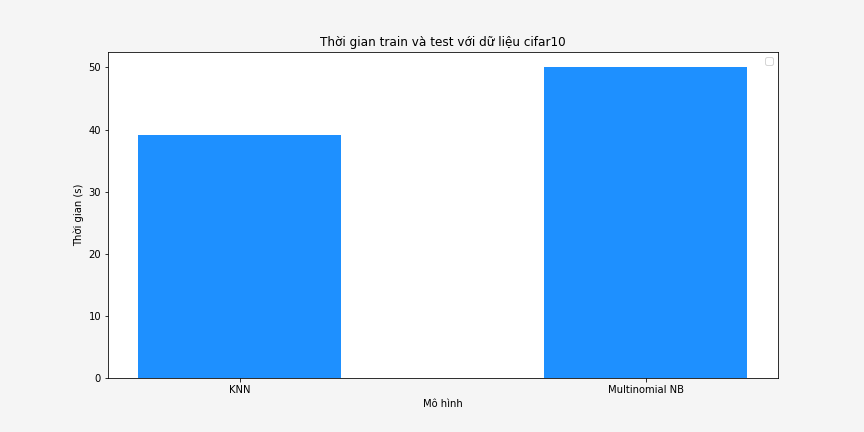 Thời gian train và test với dữ liệu cifar10
50
40
30
20
10
0
Thời gian (s)
KNN
Multinomial NB
Mô hình